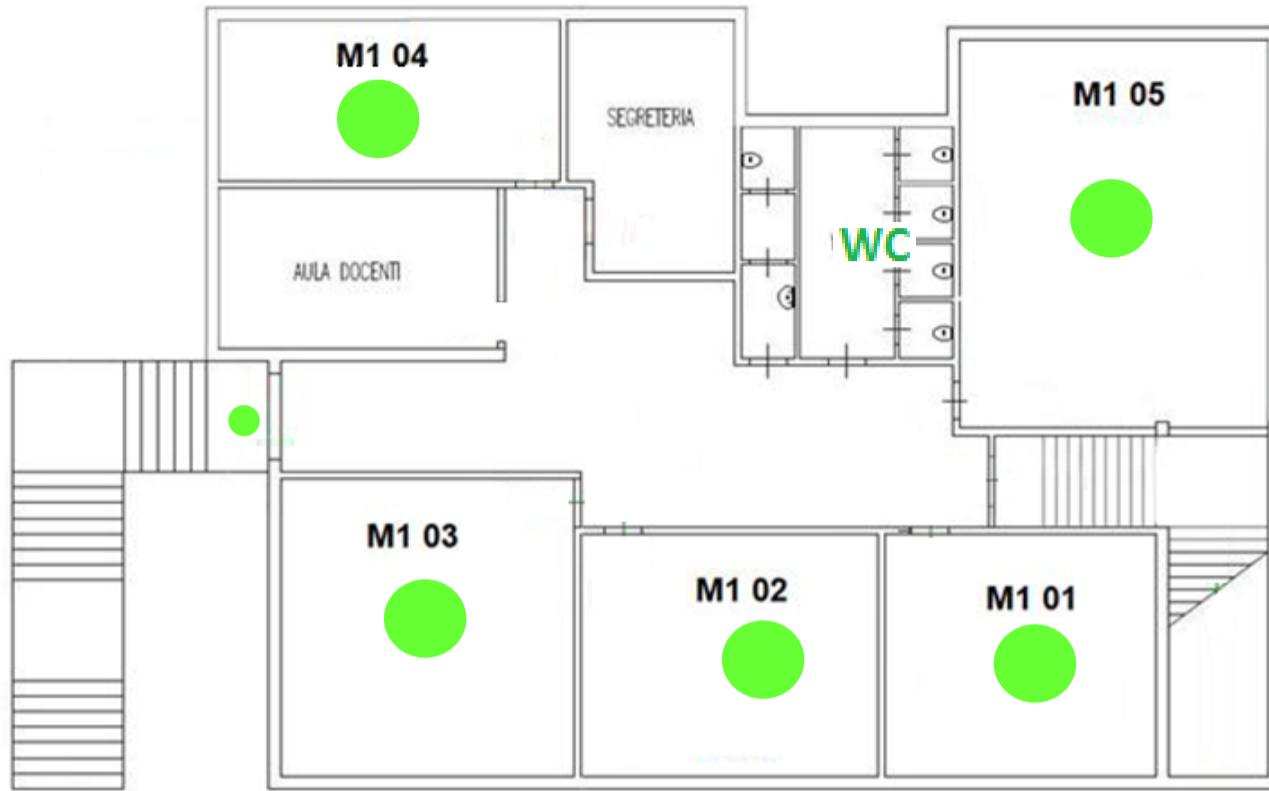 M1 04
SEGRETERIA
M1 05
WC
AULA DOCENTI
M1 03
M1 02
M1 01